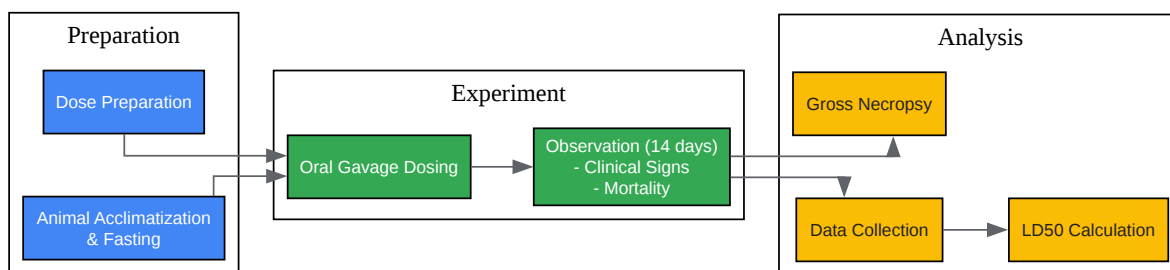 Preparation
Dose Preparation
Animal Acclimatization
& Fasting
Experiment
Oral Gavage Dosing
Observation (14 days)
- Clinical Signs
- Mortality
Analysis
Gross Necropsy
Data Collection
LD50 Calculation